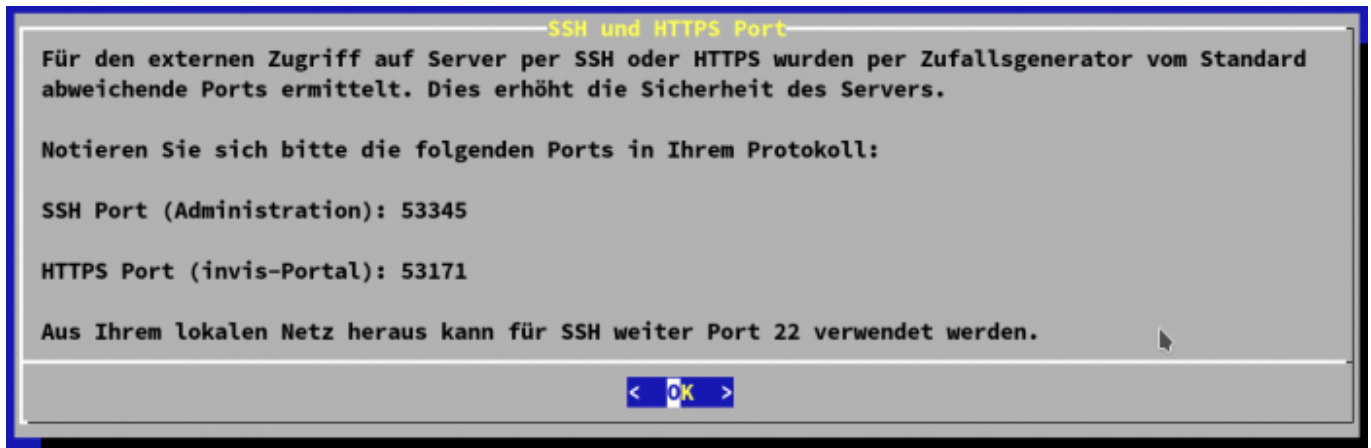 SSH und HTTPS Port
Für den externen Zugriff auf Server per SSH oder HTTPS wurden per Zufallsgenerator vom Standard
abweichende Ports ermittelt. Dies erhöht die Sicherheit des Servers.
Notieren Sie sich bitte die folgenden Ports in Ihrem Protokoll:
SSH Port (Administration): 53345
HTTPS Port (invis-Portal): 53171
Aus Ihrem lokalen Netz heraus kann für SSH weiter Port 22 verwendet werden.
< OK >